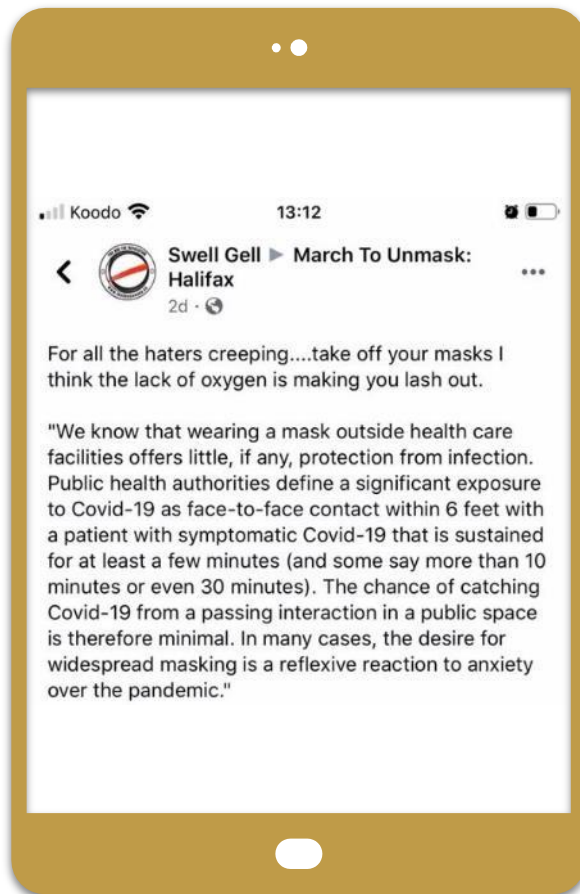 Koodo 13:12
Swell Gell ▶ March To Unmask:
Halifax
2d ·
For all the haters creeping....take off your masks I
think the lack of oxygen is making you lash out.
"We know that wearing a mask outside health care
facilities offers little, if any, protection from infection.
Public health authorities define a significant exposure
to Covid-19 as face-to-face contact within 6 feet with
a patient with symptomatic Covid-19 that is sustained
for at least a few minutes (and some say more than 10
minutes or even 30 minutes). The chance of catching
Covid-19 from a passing interaction in a public space
is therefore minimal. In many cases, the desire for
widespread masking is a reflexive reaction to anxiety
over the pandemic."